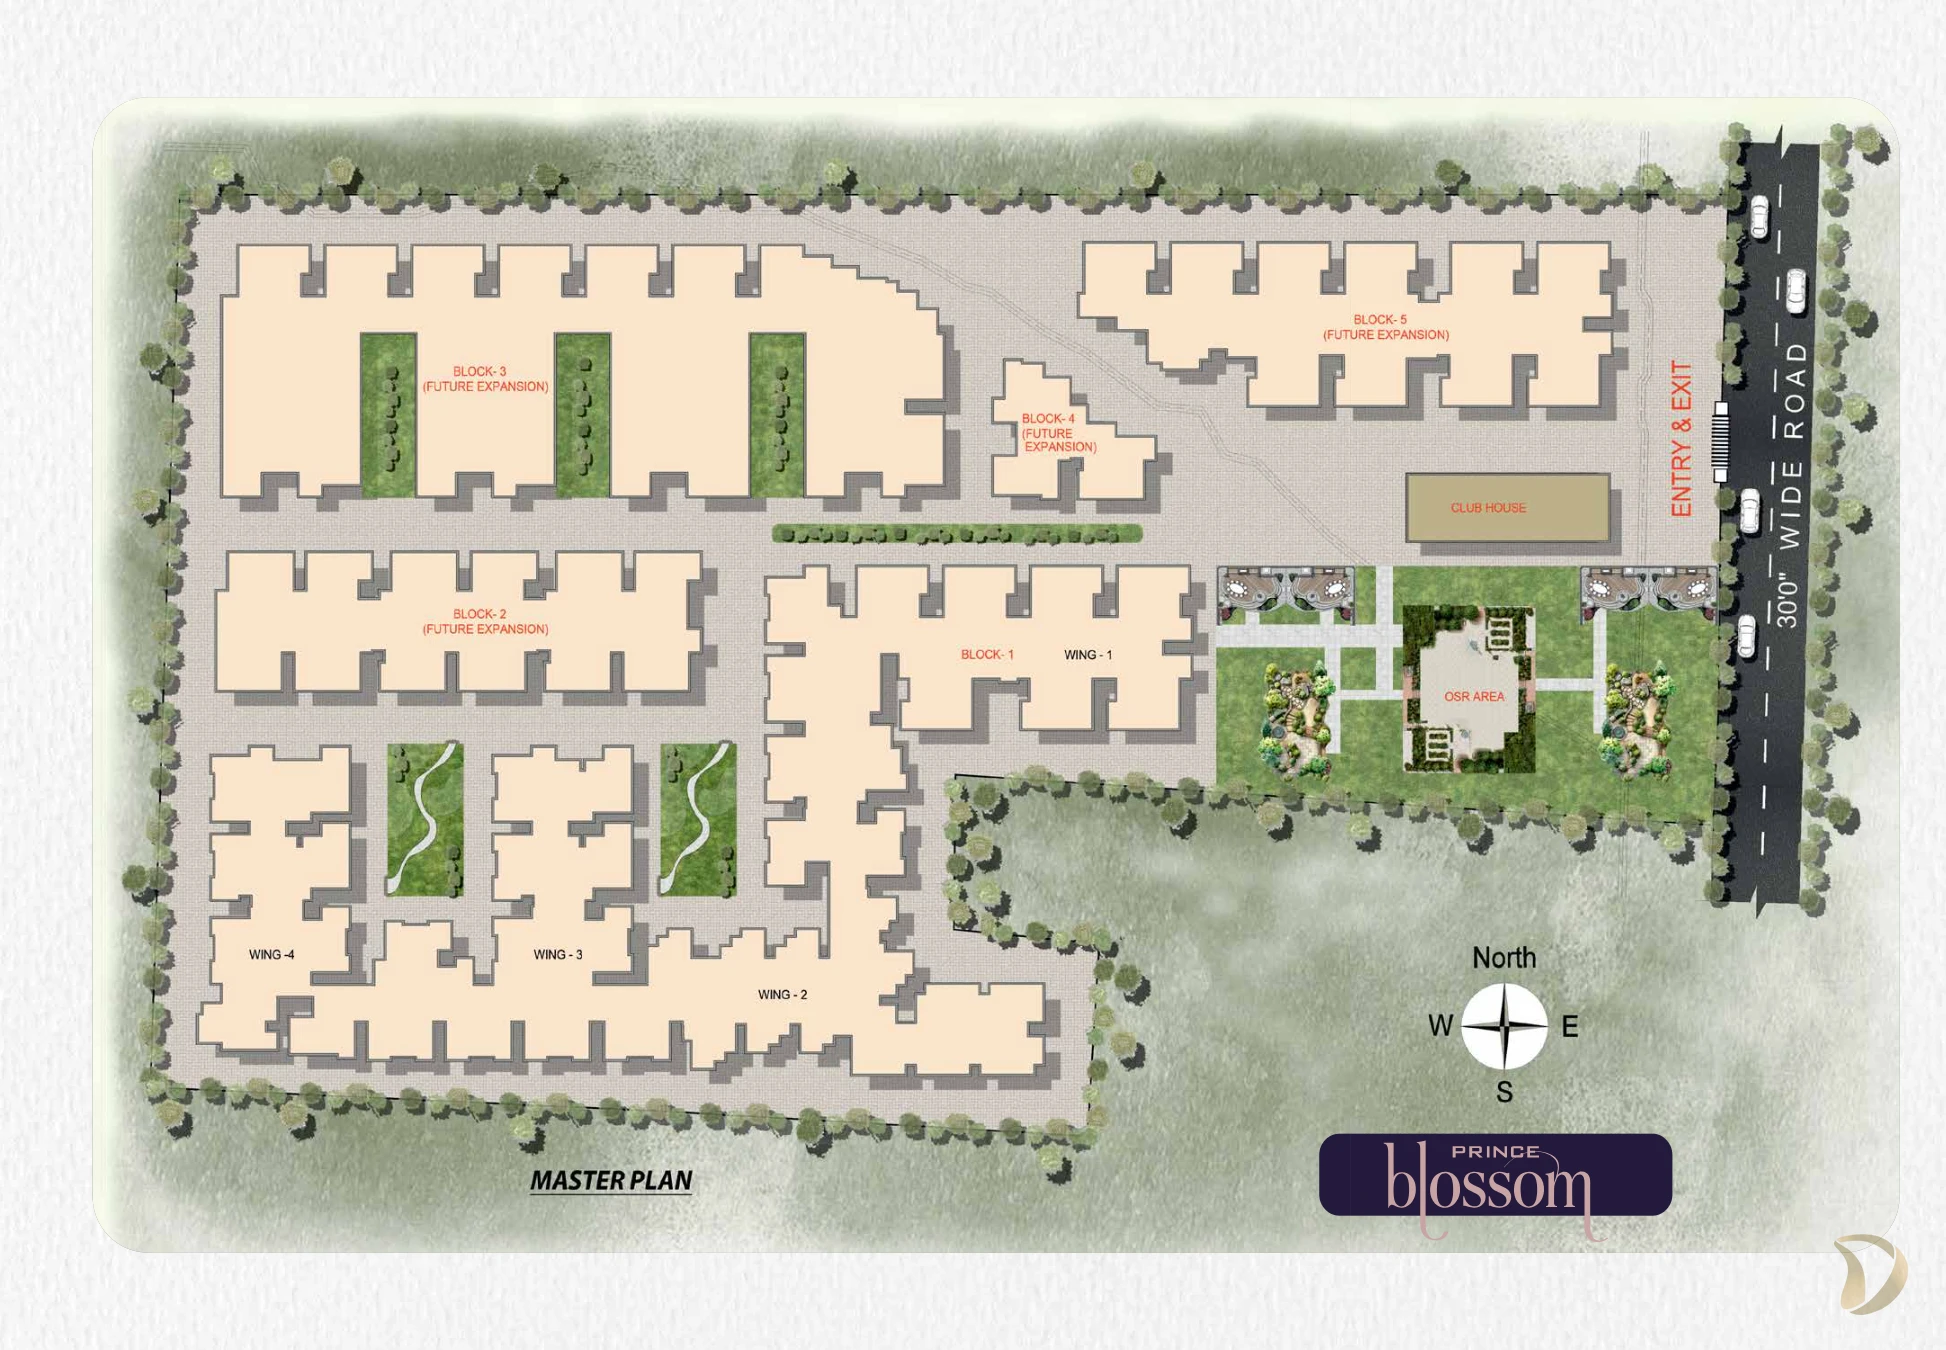 BLOCK- 5
(FUTURE EXPANSION)
BLOCK- 3
(FUTURE EXPANSION)
BLOCK- 4
(FUTURE
EXPANSION)
ENTRY & EXIT
30'0" WIDE ROAD
CLUB HOUSE
BLOCK- 2
(FUTURE EXPANSION)
BLOCK- 1
WING - 1
OSR AREA
WING -4
WING - 3
WING - 2
North
W
E
S
MASTER PLAN
PRINCE
blossom